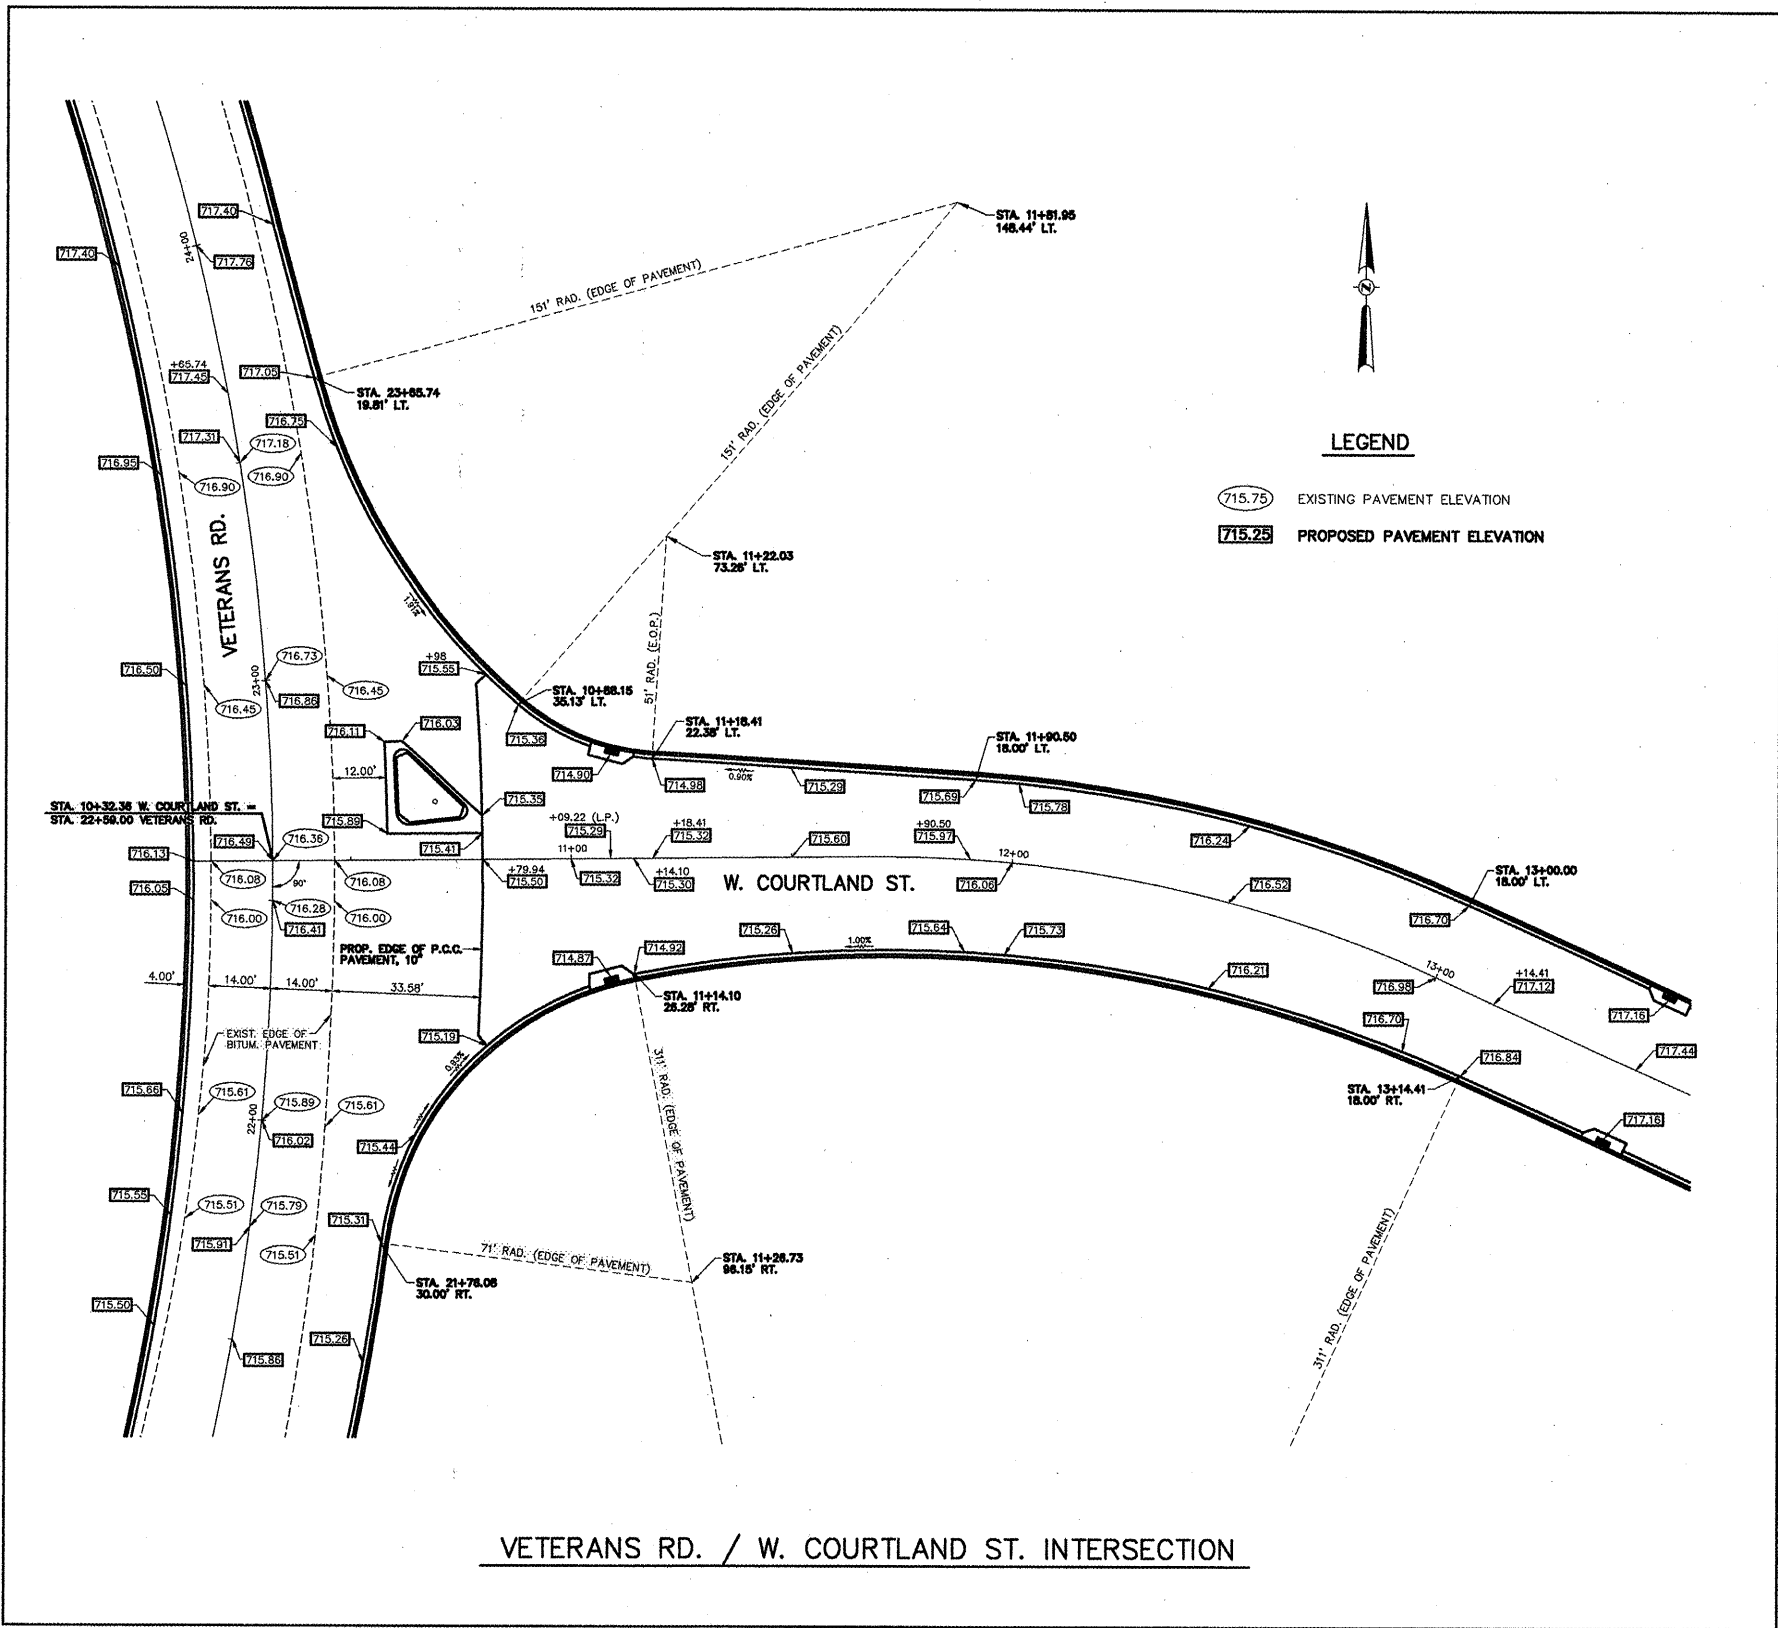 STA. 11+81.95
148.44' LT.
717.40
24+00
717.40
717.76
151' RAD. (EDGE OF PAVEMENT)
151' RAD. (EDGE OF PAVEMENT)
+65.74
717.45
717.05
STA. 23+65.74
19.81' LT.
716.75
717.31
717.18
716.95
716.90
716.90
LEGEND
715.75 EXISTING PAVEMENT ELEVATION
715.25 PROPOSED PAVEMENT ELEVATION
VETERANS RD.
STA. 11+22.03
73.26' LT.
1.91%
51' RAD. (E.O.P.)
716.50
23+00
716.73
+98
715.55
716.45
716.45
716.86
STA. 10+88.15
35.13' LT.
716.11
716.03
715.36
STA. 11+18.41
22.38' LT.
STA. 11+90.50
18.00' LT.
12.00'
714.90
714.98
0.90%
715.29
715.69
715.78
STA. 10+32.36 W. COURTLAND ST. =
STA. 22+59.00 VETERANS RD.
715.35
715.89
716.49
716.36
715.41
+09.22 (L.P.)
715.29
+18.41
715.32
715.60
+90.50
715.97
716.24
716.13
11+00
12+00
716.08
90°
716.08
+79.94
715.50
715.32
+14.10
715.30
W. COURTLAND ST.
716.06
716.52
STA. 13+00.00
18.00' LT.
716.05
716.00
716.28
716.00
716.41
716.70
PROP. EDGE OF P.C.C.
PAVEMENT, 10"
714.87
714.92
715.26
1.00%
715.64
715.73
4.00'
14.00'
14.00'
33.58'
716.21
13+00
716.98
+14.41
717.12
STA. 11+14.10
26.28' RT.
717.16
EXIST. EDGE OF
BITUM. PAVEMENT
715.19
716.70
0.93%
716.84
717.44
311' RAD. (EDGE OF PAVEMENT)
STA. 13+14.41
18.00' RT.
715.66
715.61
22+00
715.89
715.61
716.02
715.44
717.16
715.55
715.51
715.79
715.31
715.91
715.51
71' RAD. (EDGE OF PAVEMENT)
STA. 11+26.73
96.15' RT.
STA. 21+76.06
30.00' RT.
311' RAD. (EDGE OF PAVEMENT)
715.50
715.26
715.86
VETERANS RD. / W. COURTLAND ST. INTERSECTION